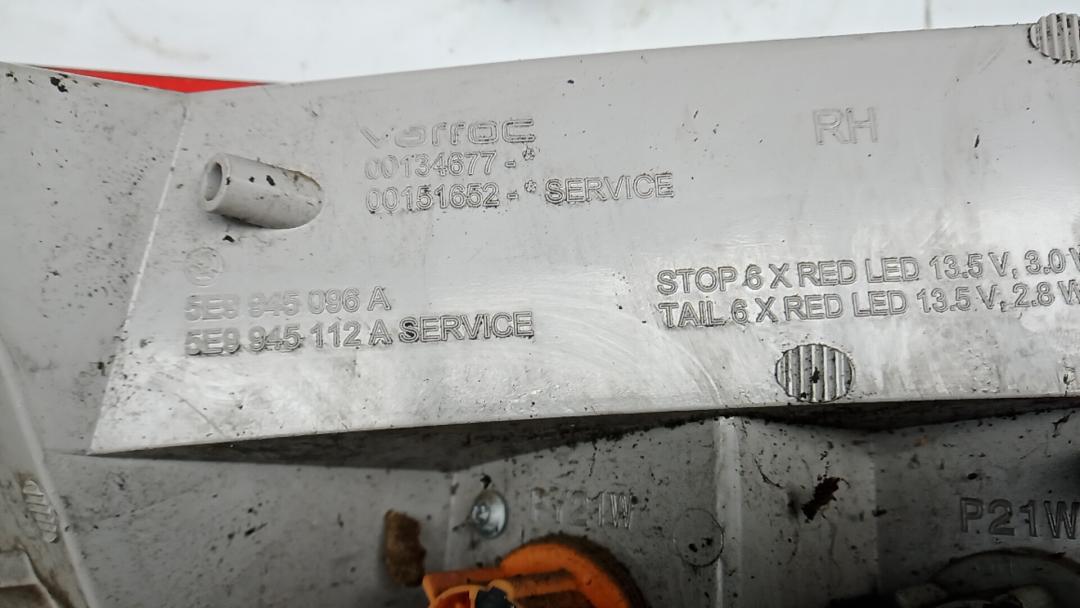 varroc
RH
00134677 - *
00151652 - * SERVICE
5E9 945 096 A
5E9 945 112 A SERVICE
STOP 6 X RED LED 13.5 V, 3.0 W
TAIL 6 X RED LED 13.5 V, 2.8 W
PY21W
P21W